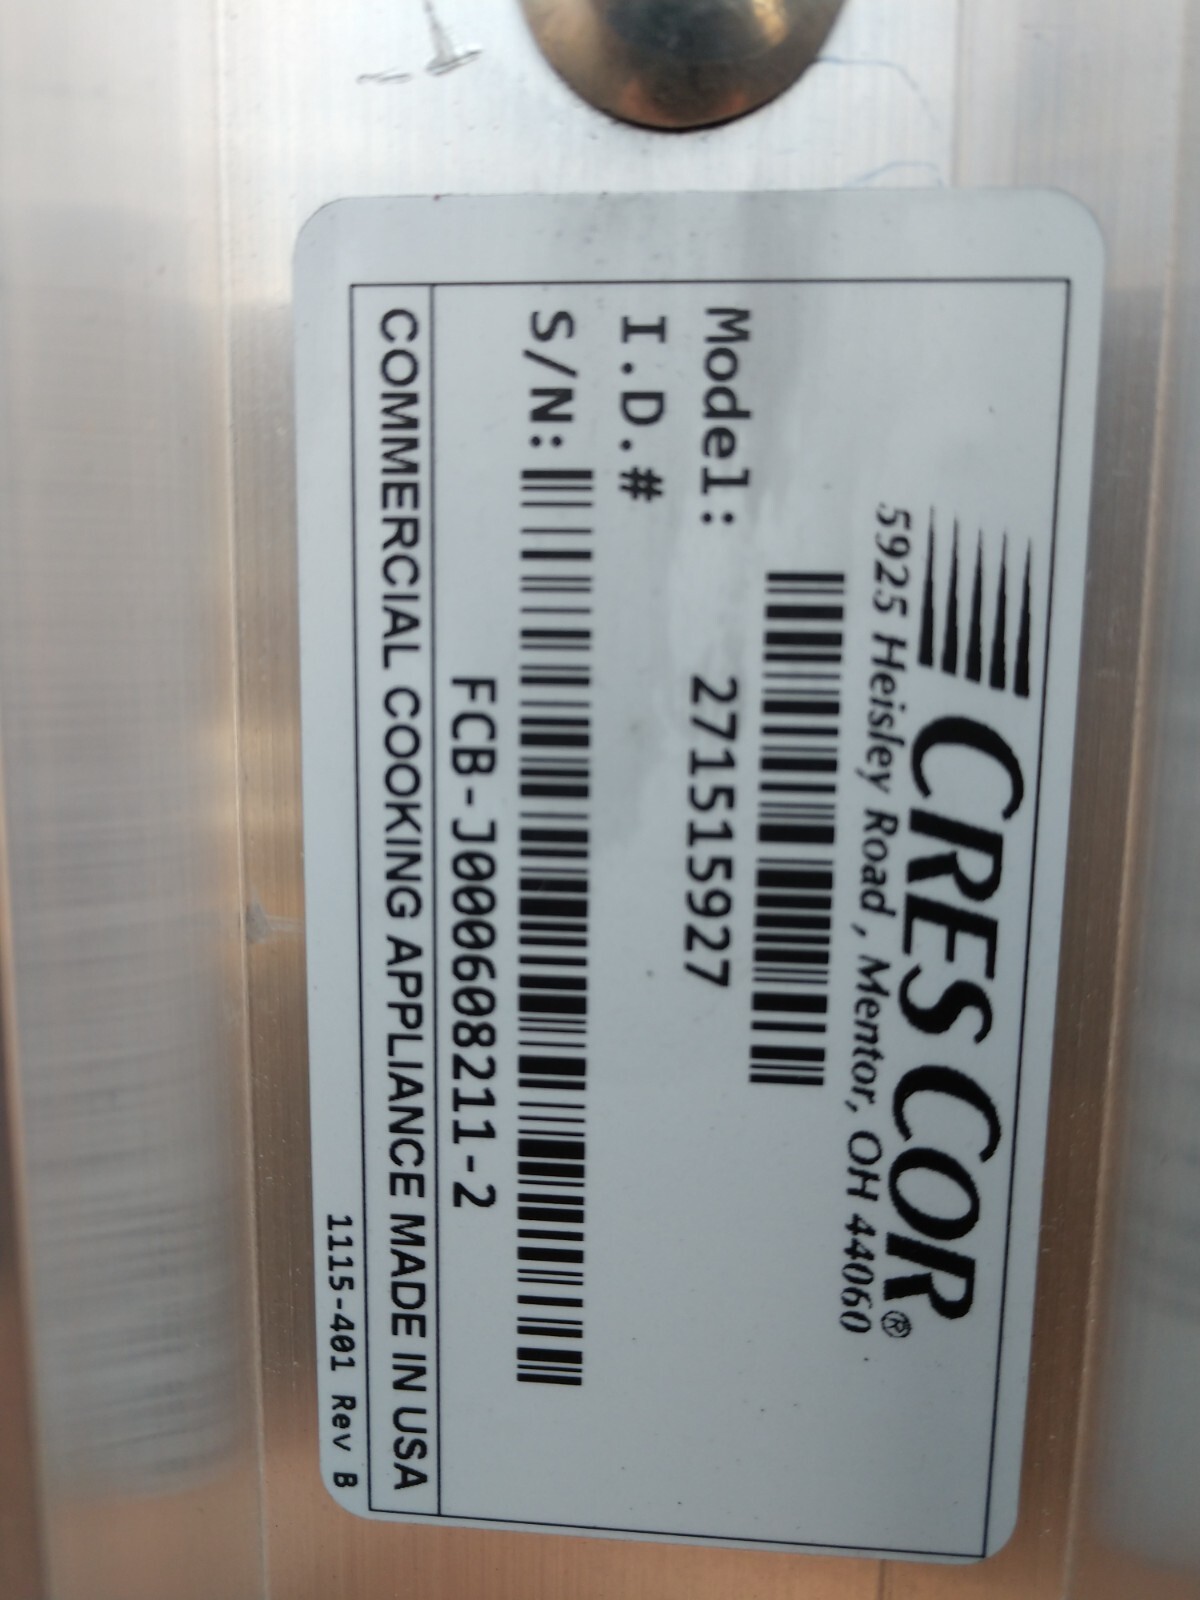 CRES COR®
5925 Heisley Road, Mentor, OH 44060
Model: 271515927
I.D.#
S/N:
FCB-J000608211-2
COMMERCIAL COOKING APPLIANCE MADE IN USA
1115-401 Rev B